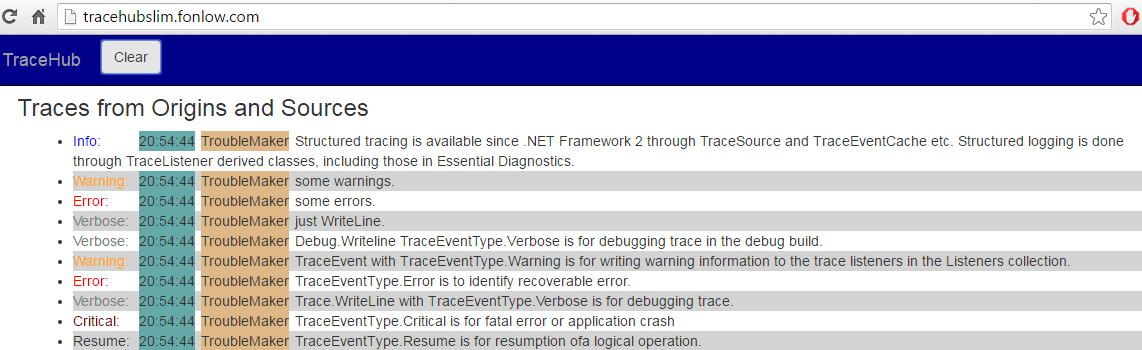 tracehubslim.fonlow.com
TraceHub Clear
Traces from Origins and Sources
Info: 20:54:44 TroubleMaker Structured tracing is available since .NET Framework 2 through TraceSource and TraceEventCache etc. Structured logging is done
through TraceListener derived classes, including those in Essential Diagnostics.
Warning: 20:54:44 TroubleMaker some warnings.
Error: 20:54:44 TroubleMaker some errors.
Verbose: 20:54:44 TroubleMaker just WriteLine.
Verbose: 20:54:44 TroubleMaker Debug.Writeline TraceEventType.Verbose is for debugging trace in the debug build.
Warning: 20:54:44 TroubleMaker TraceEvent with TraceEventType.Warning is for writing warning information to the trace listeners in the Listeners collection.
Error: 20:54:44 TroubleMaker TraceEventType.Error is to identify recoverable error.
Verbose: 20:54:44 TroubleMaker Trace.WriteLine with TraceEventType.Verbose is for debugging trace.
Critical: 20:54:44 TroubleMaker TraceEventType.Critical is for fatal error or application crash
Resume: 20:54:44 TroubleMaker TraceEventType.Resume is for resumption ofa logical operation.